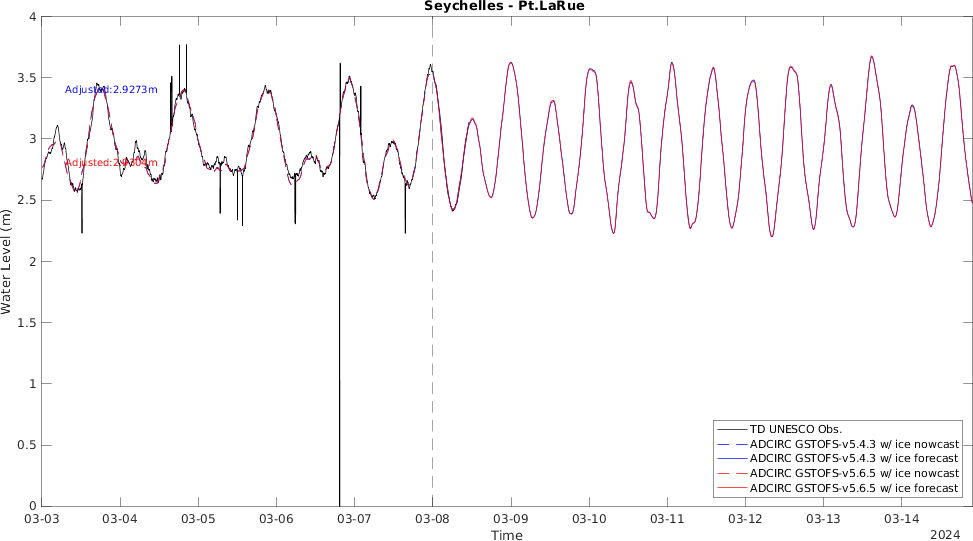 Seychelles - Pt.LaRue
4
3.5
3
2.5
2
1.5
1
0.5
0
Water Level (m)
Adjusted:2.9273m
TD UNESCO Obs.
ADCIRC GSTOFS-v5.4.3 w/ ice nowcast
ADCIRC GSTOFS-v5.4.3 w/ ice forecast
ADCIRC GSTOFS-v5.6.5 w/ ice nowcast
ADCIRC GSTOFS-v5.6.5 w/ ice forecast
03-03 03-04 03-05 03-06 03-07 03-08 03-09 03-10 03-11 03-12 03-13 03-14
Time
2024